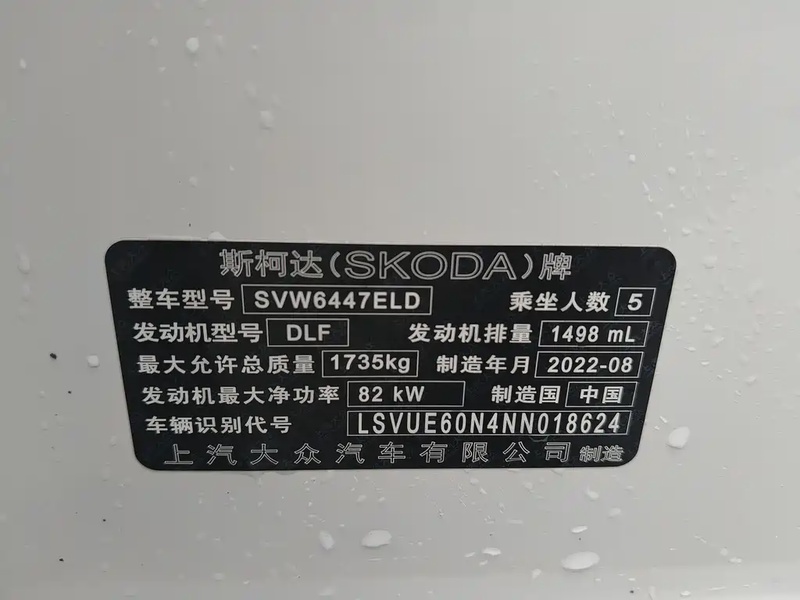 斯柯达(SKODA)牌
整车型号 SVW6447ELD 乘坐人数 5
发动机型号 DLF 发动机排量 1498 mL
最大允许总质量 1735kg 制造年月 2022-08
发动机最大净功率 82 kW 制造国 中国
车辆识别代号 LSVUE60N4NN018624
上汽大众汽车有限公司 制造